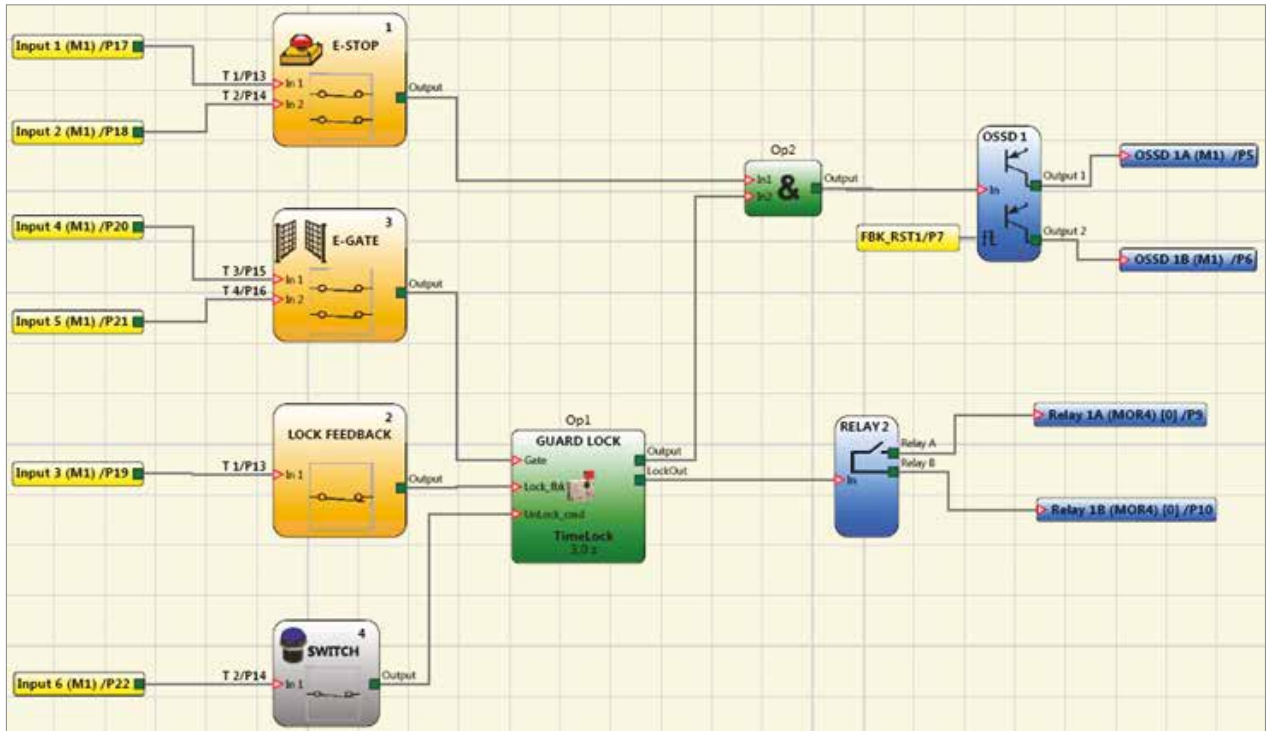 Input 1 (M1) /P17
Input 2 (M1) /P18
T 1/P13
T 2/P14
1
E-STOP
In 1
In 2
Output
Input 4 (M1) /P20
Input 5 (M1) /P21
T 3/P15
T 4/P16
3
E-GATE
In 1
In 2
Output
Input 3 (M1) /P19
T 1/P13
2
LOCK FEEDBACK
In 1
Output
Input 6 (M1) /P22
T 2/P14
4
SWITCH
In 1
Output
Op1
GUARD LOCK
Gate
Lock_fbk
UnLock_cmd
Output
LockOut
TimeLock
3,0 s
Op2
In1
In2
&
Output
FBK_RST1/P7
OSSD 1
In
Output 1
Output 2
OSSD 1A (M1) /P5
OSSD 1B (M1) /P6
RELAY 2
In
Relay A
Relay B
Relay 1A (MOR4) [0] /P9
Relay 1B (MOR4) [0] /P10